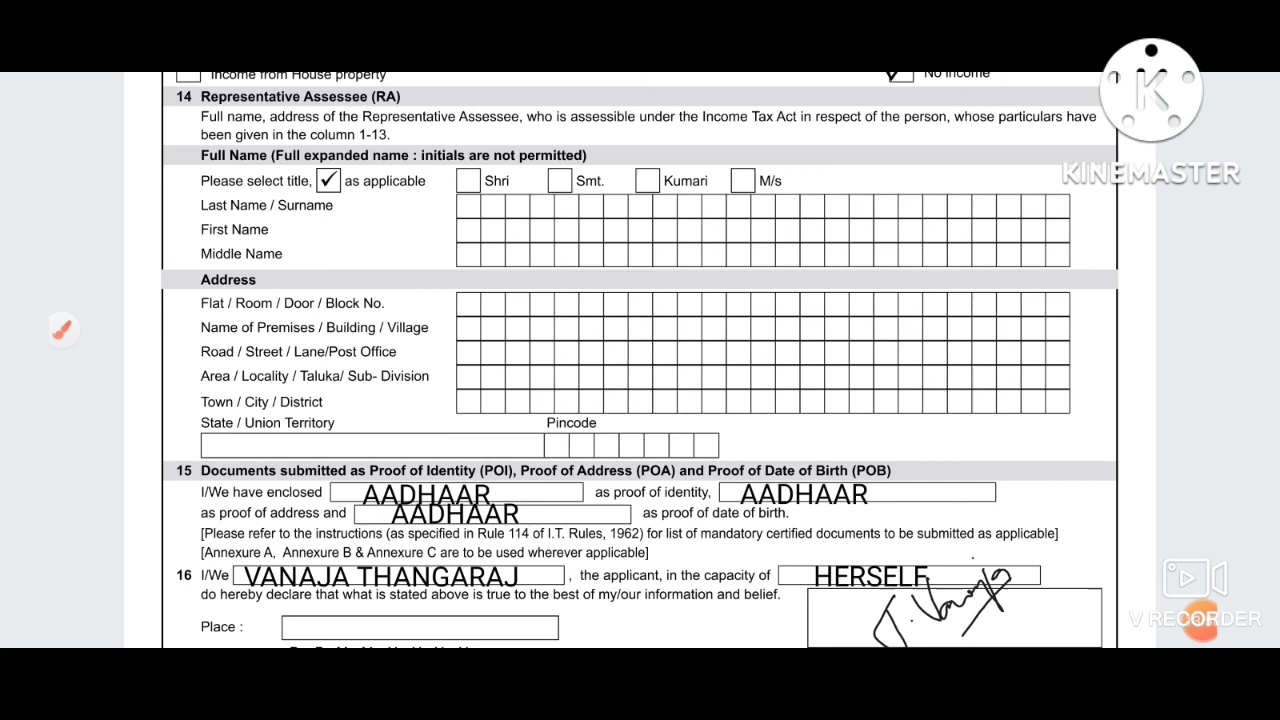 Income from House property No income
14 Representative Assessee (RA)
Full name, address of the Representative Assessee, who is assessible under the Income Tax Act in respect of the person, whose particulars have
been given in the column 1-13.
Full Name (Full expanded name : initials are not permitted)
Please select title, ✓ as applicable Shri Smt. Kumari M/s
Last Name / Surname
First Name
Middle Name
Address
Flat / Room / Door / Block No.
Name of Premises / Building / Village
Road / Street / Lane/Post Office
Area / Locality / Taluka/ Sub- Division
Town / City / District
State / Union Territory Pincode
15 Documents submitted as Proof of Identity (POI), Proof of Address (POA) and Proof of Date of Birth (POB)
I/We have enclosed AADHAAR as proof of identity, AADHAAR
as proof of address and AADHAAR as proof of date of birth.
[Please refer to the instructions (as specified in Rule 114 of I.T. Rules, 1962) for list of mandatory certified documents to be submitted as applicable]
[Annexure A, Annexure B & Annexure C are to be used wherever applicable]
16 I/We VANAJA THANGARAJ , the applicant, in the capacity of HERSELF
do hereby declare that what is stated above is true to the best of my/our information and belief.
T. Vanaja
Place :
K
KINEMASTER
V RECORDER